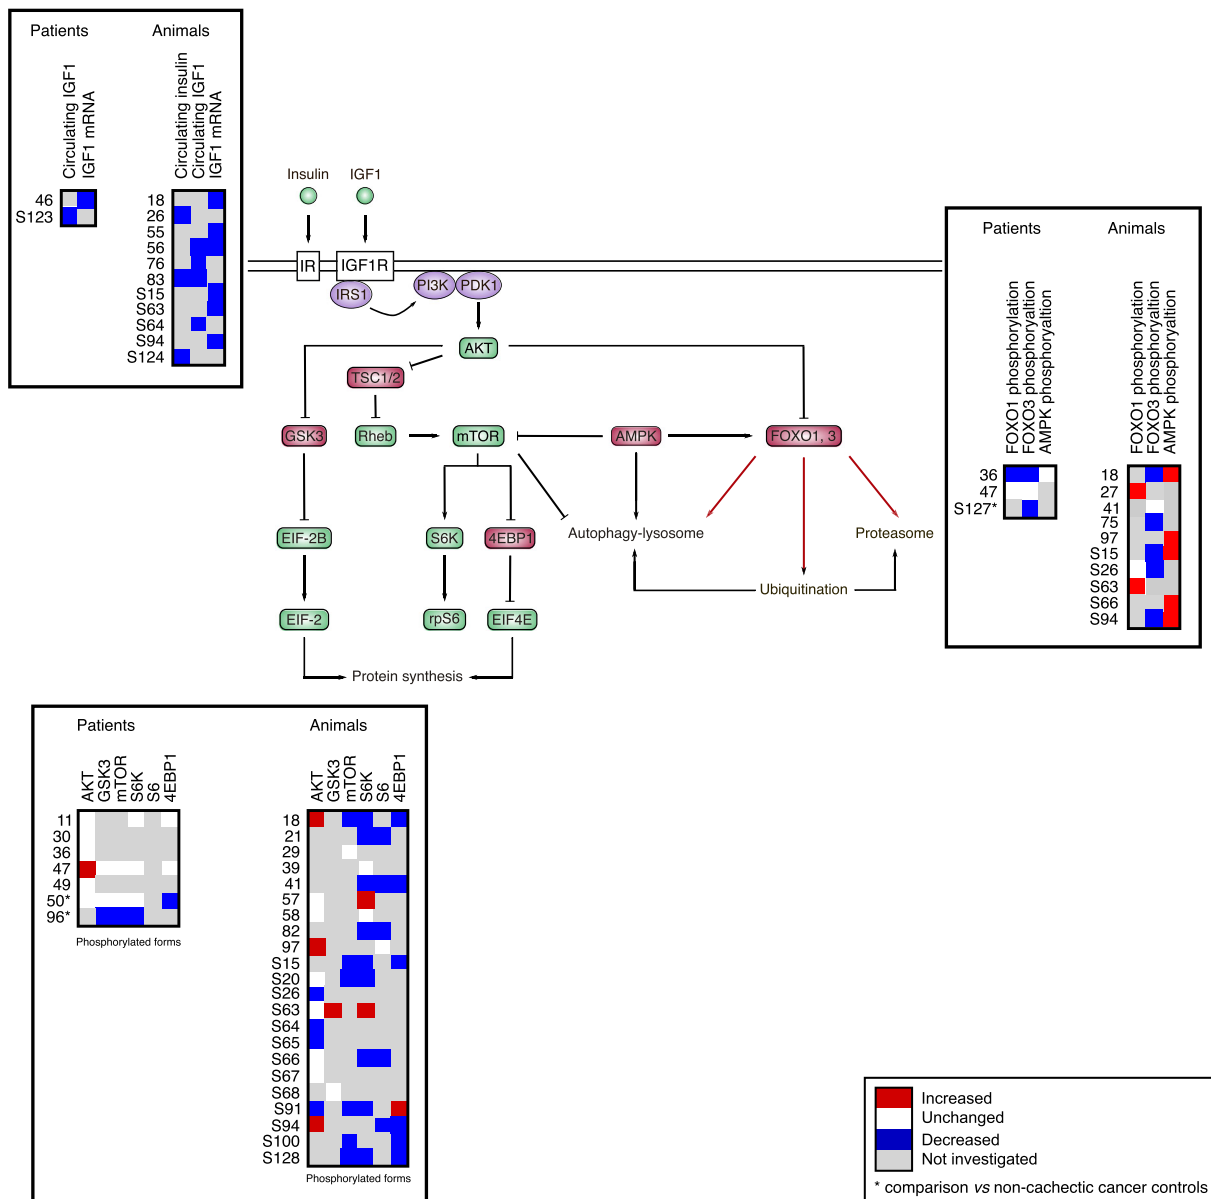 Patients
Animals
Circulating IGF1
IGF1 mRNA
Circulating insulin
Circulating IGF1
IGF1 mRNA
46
S123
18
26
55
56
76
83
S15
S63
S64
S94
S124
Insulin
IGF1
IR
IGF1R
IRS1
PI3K
PDK1
AKT
TSC1/2
GSK3
Rheb
mTOR
AMPK
FOXO1, 3
EIF-2B
S6K
4EBP1
Autophagy-lysosome
Proteasome
Ubiquitination
EIF-2
rpS6
EIF4E
Protein synthesis
Patients
Animals
FOXO1 phosphorylation
FOXO3 phosphoryaltion
AMPK phosphoryaltion
FOXO1 phosphorylation
FOXO3 phosphoryaltion
AMPK phosphoryaltion
36
47
S127*
18
27
41
75
97
S15
S26
S63
S66
S94
Patients
Animals
AKT
GSK3
mTOR
S6K
S6
4EBP1
AKT
GSK3
mTOR
S6K
S6
4EBP1
11
30
36
47
49
50*
96*
Phosphorylated forms
18
21
29
39
41
57
58
82
97
S15
S20
S26
S63
S64
S65
S66
S67
S68
S91
S94
S100
S128
Phosphorylated forms
Increased
Unchanged
Decreased
Not investigated
* comparison vs non-cachectic cancer controls